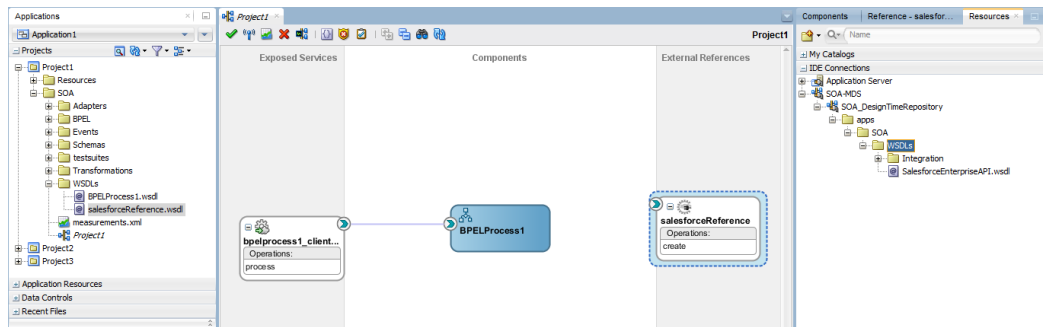 Applications
Application1
Projects
Project1
Resources
SOA
Adapters
BPEL
Events
Schemas
testsuites
Transformations
WSDLs
BPELProcess1.wsdl
salesforceReference.wsdl
measurements.xml
Project1
Project2
Project3
Application Resources
Data Controls
Recent Files
Project1
Project1
Exposed Services
Components
External References
bpelprocess1_client...
Operations:
process
BPELProcess1
salesforceReference
Operations:
create
Components
Reference - salesfor...
Resources
Name
My Catalogs
IDE Connections
Application Server
SOA-MDS
SOA_DesignTimeRepository
apps
SOA
WSDLs
Integration
SalesforceEnterpriseAPI.wsdl